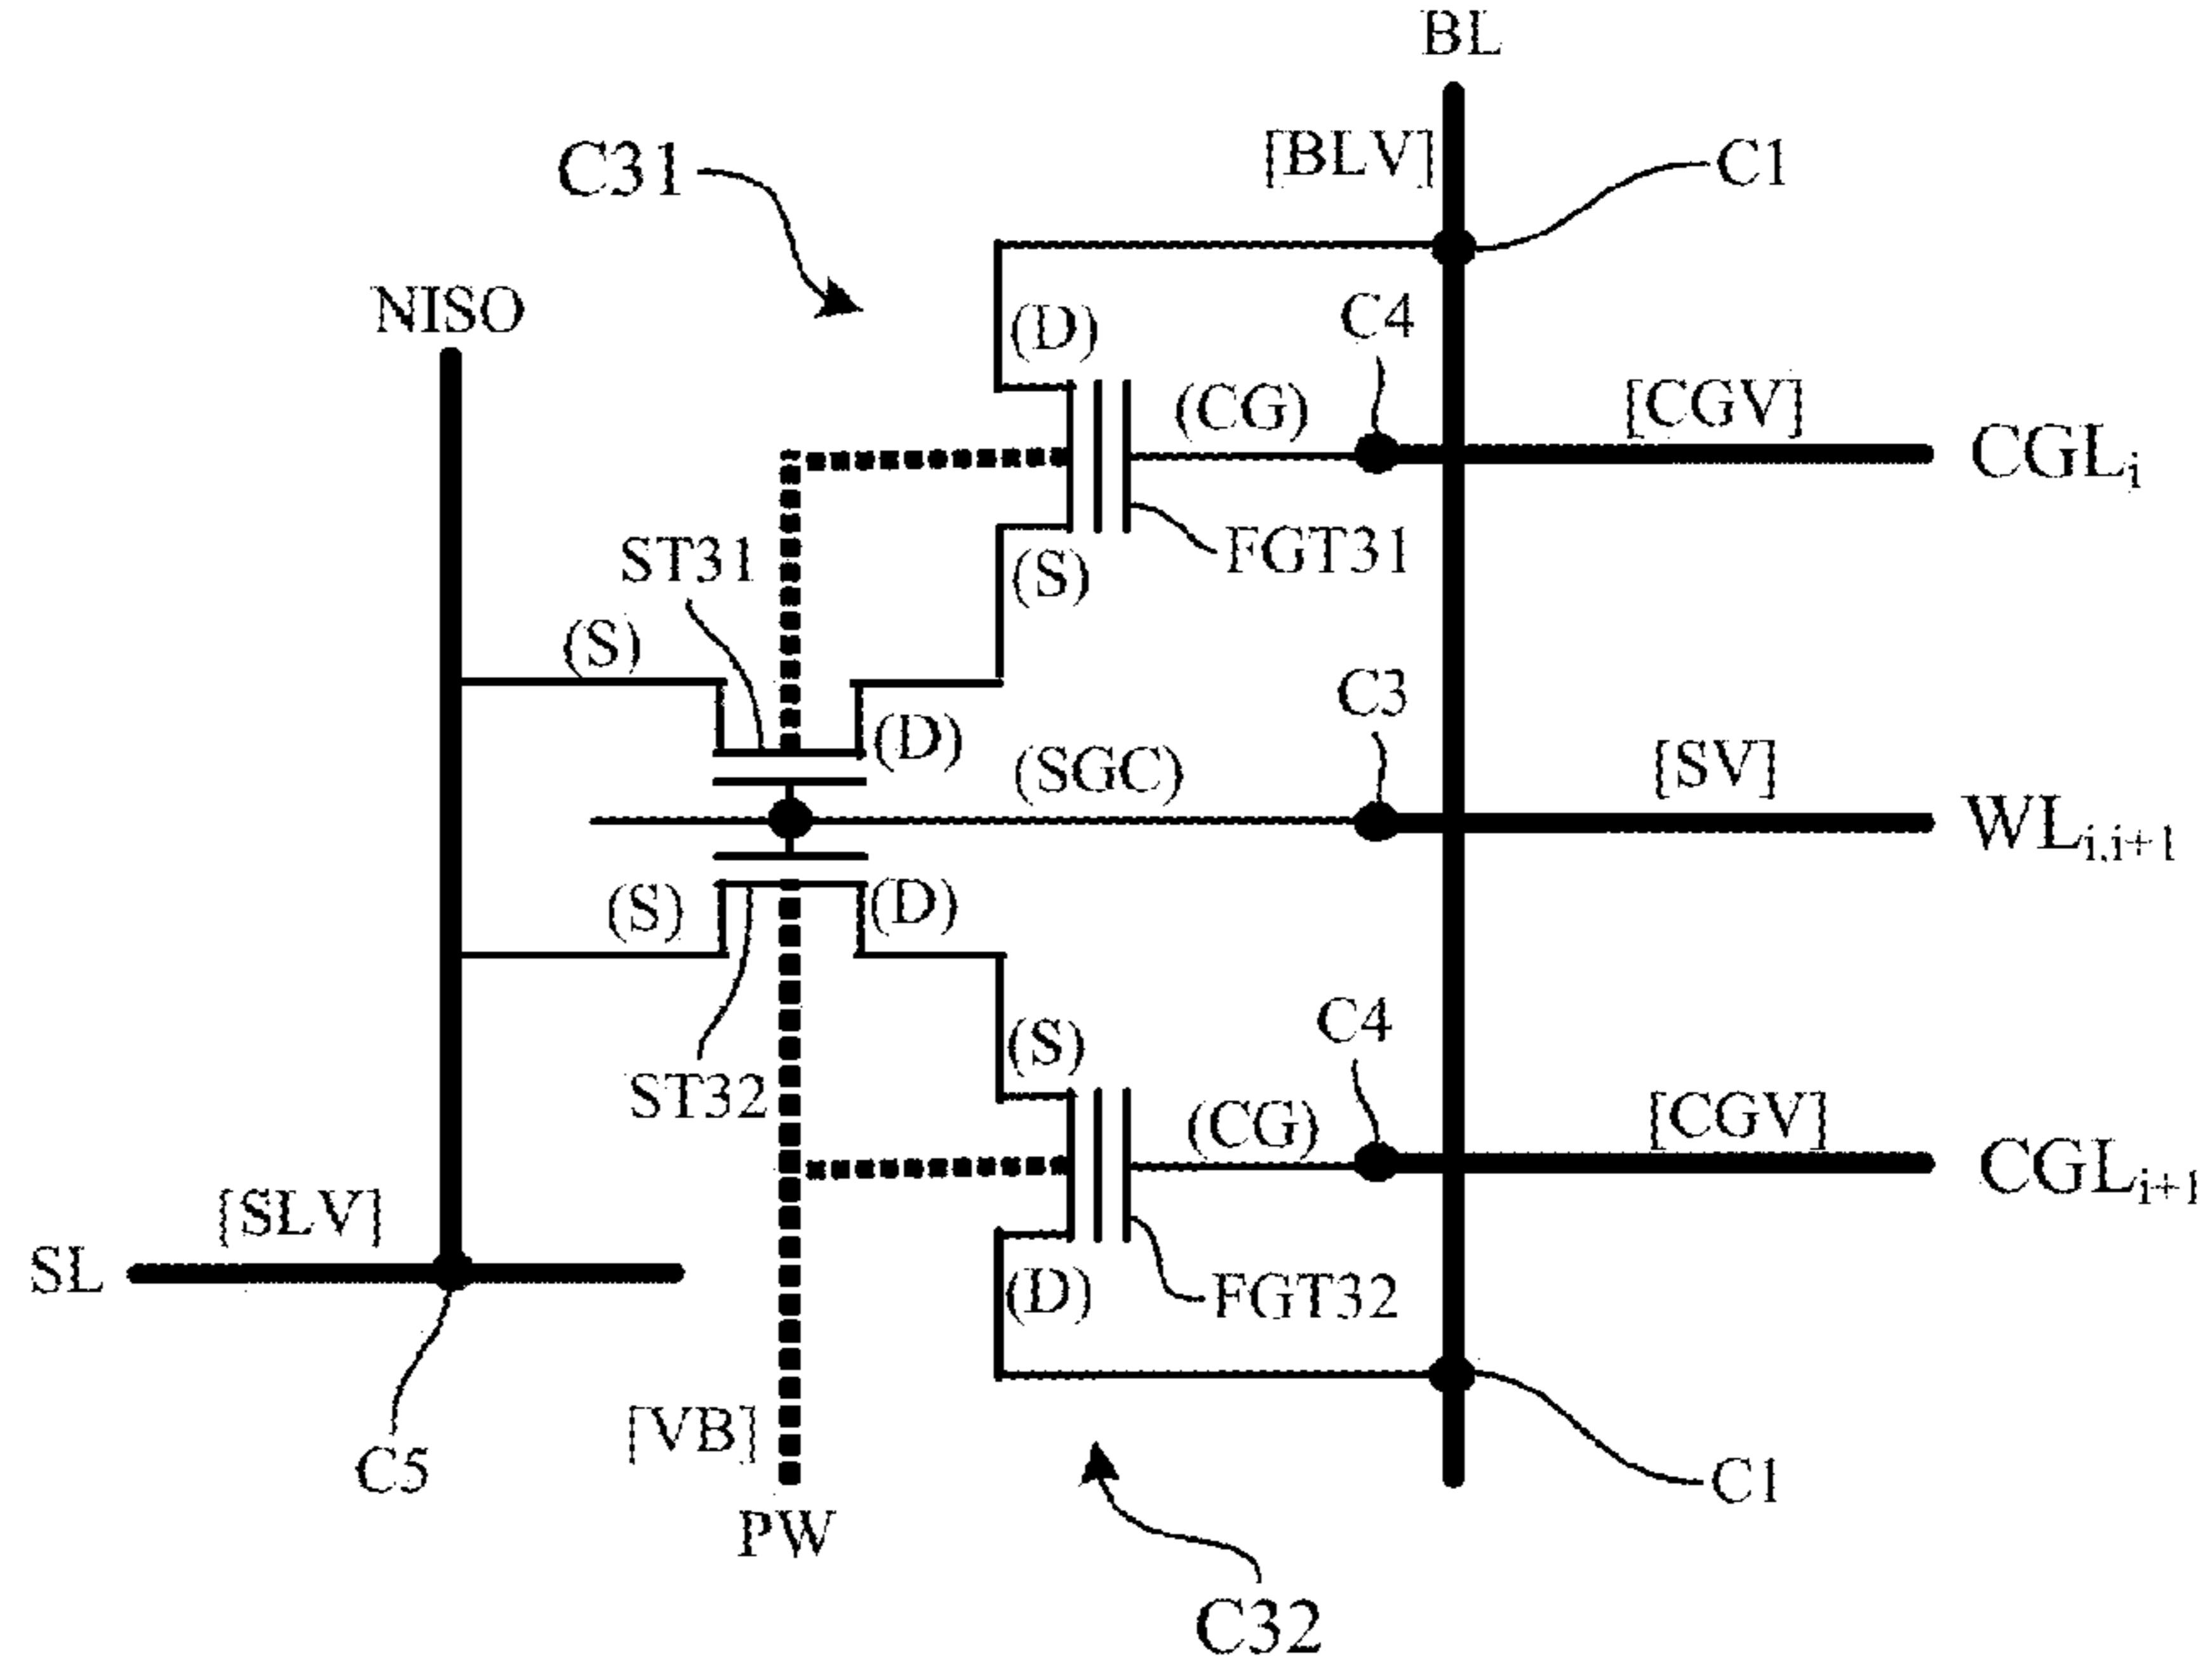 BL
[BLV]
C31
C1
NISO
(D)
C4
(CG)
[CGV]
CGLi
ST31
FGT31
(S)
(S)
C3
(D)
(SGC)
[SV]
WLi,i+1
(S)
(D)
C4
(S)
ST32
(CG)
[CGV]
CGLi+1
[SLV]
SL
(D)
FGT32
[VB]
C5
C1
PW
C32